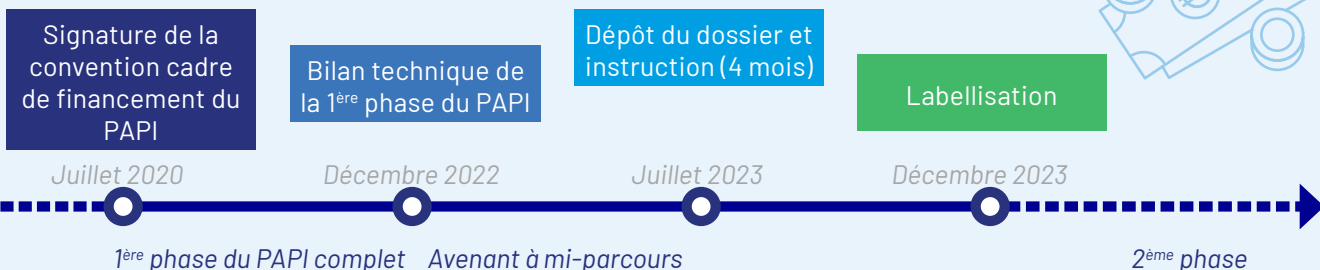 Signature de la
convention cadre
de financement du
PAPI
Bilan technique de
la 1ère phase du PAPI
Dépôt du dossier et
instruction (4 mois)
Labellisation
Juillet 2020
Décembre 2022
Juillet 2023
Décembre 2023
1ère phase du PAPI complet
Avenant à mi-parcours
2ème phase